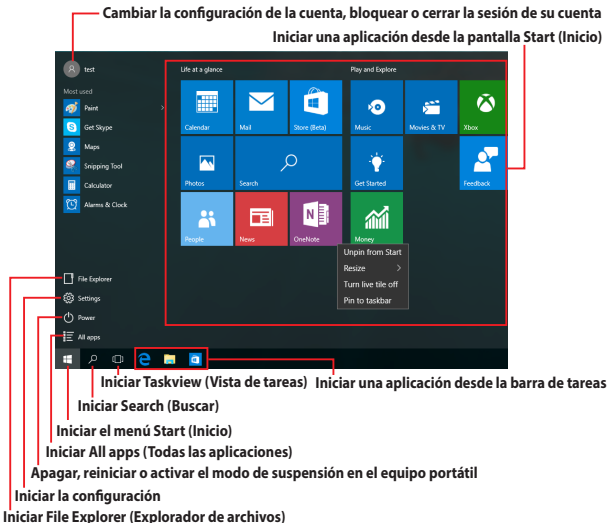 Cambiar la configuración de la cuenta, bloquear o cerrar la sesión de su cuenta
Iniciar una aplicación desde la pantalla Start (Inicio)
test
Most used
Paint
Get Skype
Maps
Snipping Tool
Calculator
Alarms & Clock
File Explorer
Settings
Power
All apps
Life at a glance
Play and Explore
Calendar
Mail
Store (Beta)
Music
Movies & TV
Xbox
Photos
Search
Get Started
Feedback
People
News
OneNote
Money
Unpin from Start
Resize
Turn live tile off
Pin to taskbar
Iniciar Taskview (Vista de tareas)
Iniciar una aplicación desde la barra de tareas
Iniciar Search (Buscar)
Iniciar el menú Start (Inicio)
Iniciar All apps (Todas las aplicaciones)
Apagar, reiniciar o activar el modo de suspensión en el equipo portátil
Iniciar la configuración
Iniciar File Explorer (Explorador de archivos)